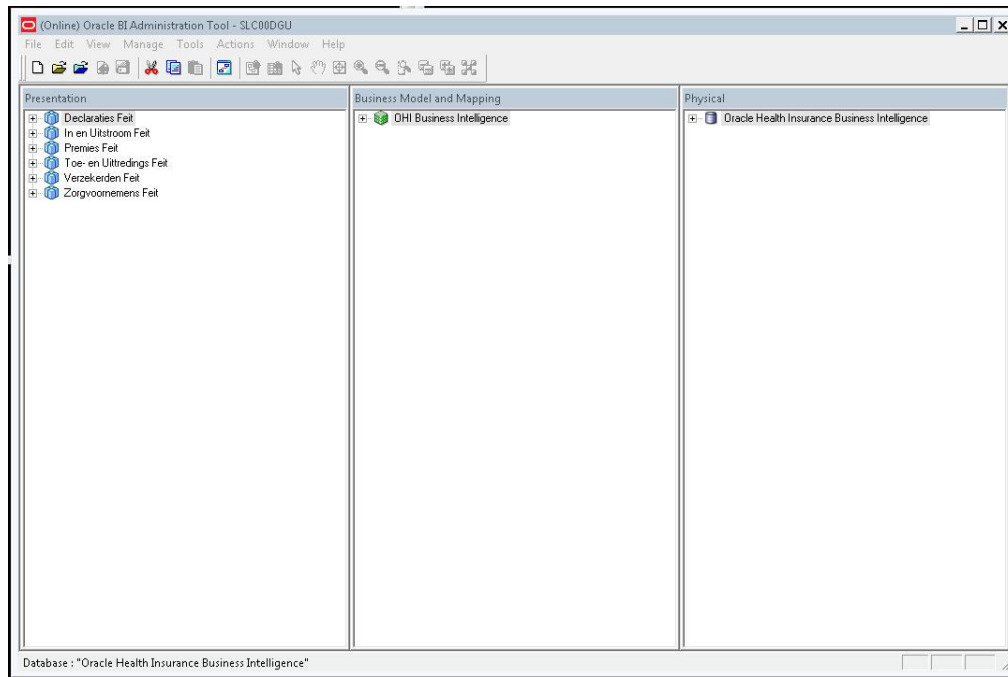 (Online) Oracle BI Administration Tool - SLC00DGU
File Edit View Manage Tools Actions Window Help
Presentation
Declaraties Feit
In en Uitstroom Feit
Premies Feit
Toe- en Uittredings Feit
Verzekerden Feit
Zorgvoornemens Feit
Business Model and Mapping
OHI Business Intelligence
Physical
Oracle Health Insurance Business Intelligence
Database : "Oracle Health Insurance Business Intelligence"